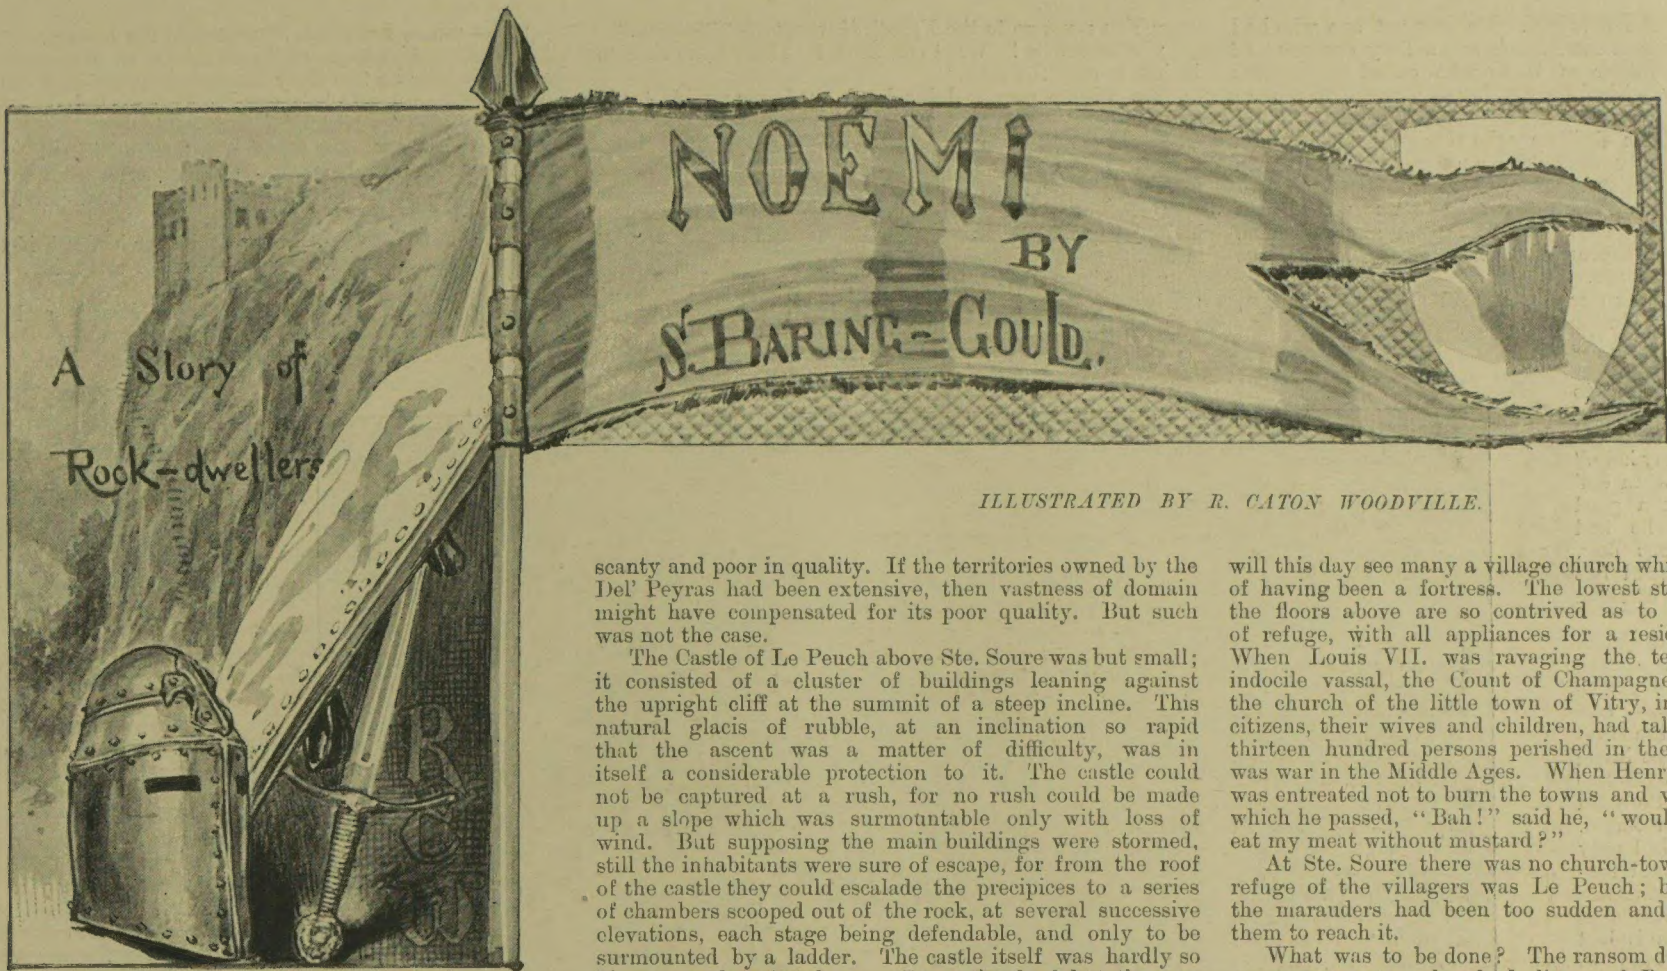 NOEMI
BY
S. BARING-GOULD.
A Story of
Rock-dwellers
R
C
W
ILLUSTRATED BY R. CATON WOODVILLE.
scanty and poor in quality. If the territories owned by the
Del' Peyras had been extensive, then vastness of domain
might have compensated for its poor quality. But such
was not the case.
The Castle of Le Peuch above Ste. Soure was but small;
it consisted of a cluster of buildings leaning against
the upright cliff at the summit of a steep incline. This
natural glacis of rubble, at an inclination so rapid
that the ascent was a matter of difficulty, was in
itself a considerable protection to it. The castle could
not be captured at a rush, for no rush could be made
up a slope which was surmountable only with loss of
wind. But supposing the main buildings were stormed,
still the inhabitants were sure of escape, for from the roof
of the castle they could escalade the precipices to a series
of chambers scooped out of the rock, at several successive
elevations, each stage being defendable, and only to be
surmounted by a ladder. The castle itself was hardly so
will this day see many a village church wh
of having been a fortress. The lowest st
the floors above are so contrived as to
of refuge, with all appliances for a resi
When Louis VII. was ravaging the te
indocile vassal, the Count of Champagne
the church of the little town of Vitry, i
citizens, their wives and children, had ta
thirteen hundred persons perished in the
was war in the Middle Ages. When Henr
was entreated not to burn the towns and v
which he passed, "Bah!" said he, "woul
eat my meat without mustard?"
At Ste. Soure there was no church-tow
refuge of the villagers was Le Peuch; b
the marauders had been too sudden and
them to reach it.
What was to be done? The ransom d